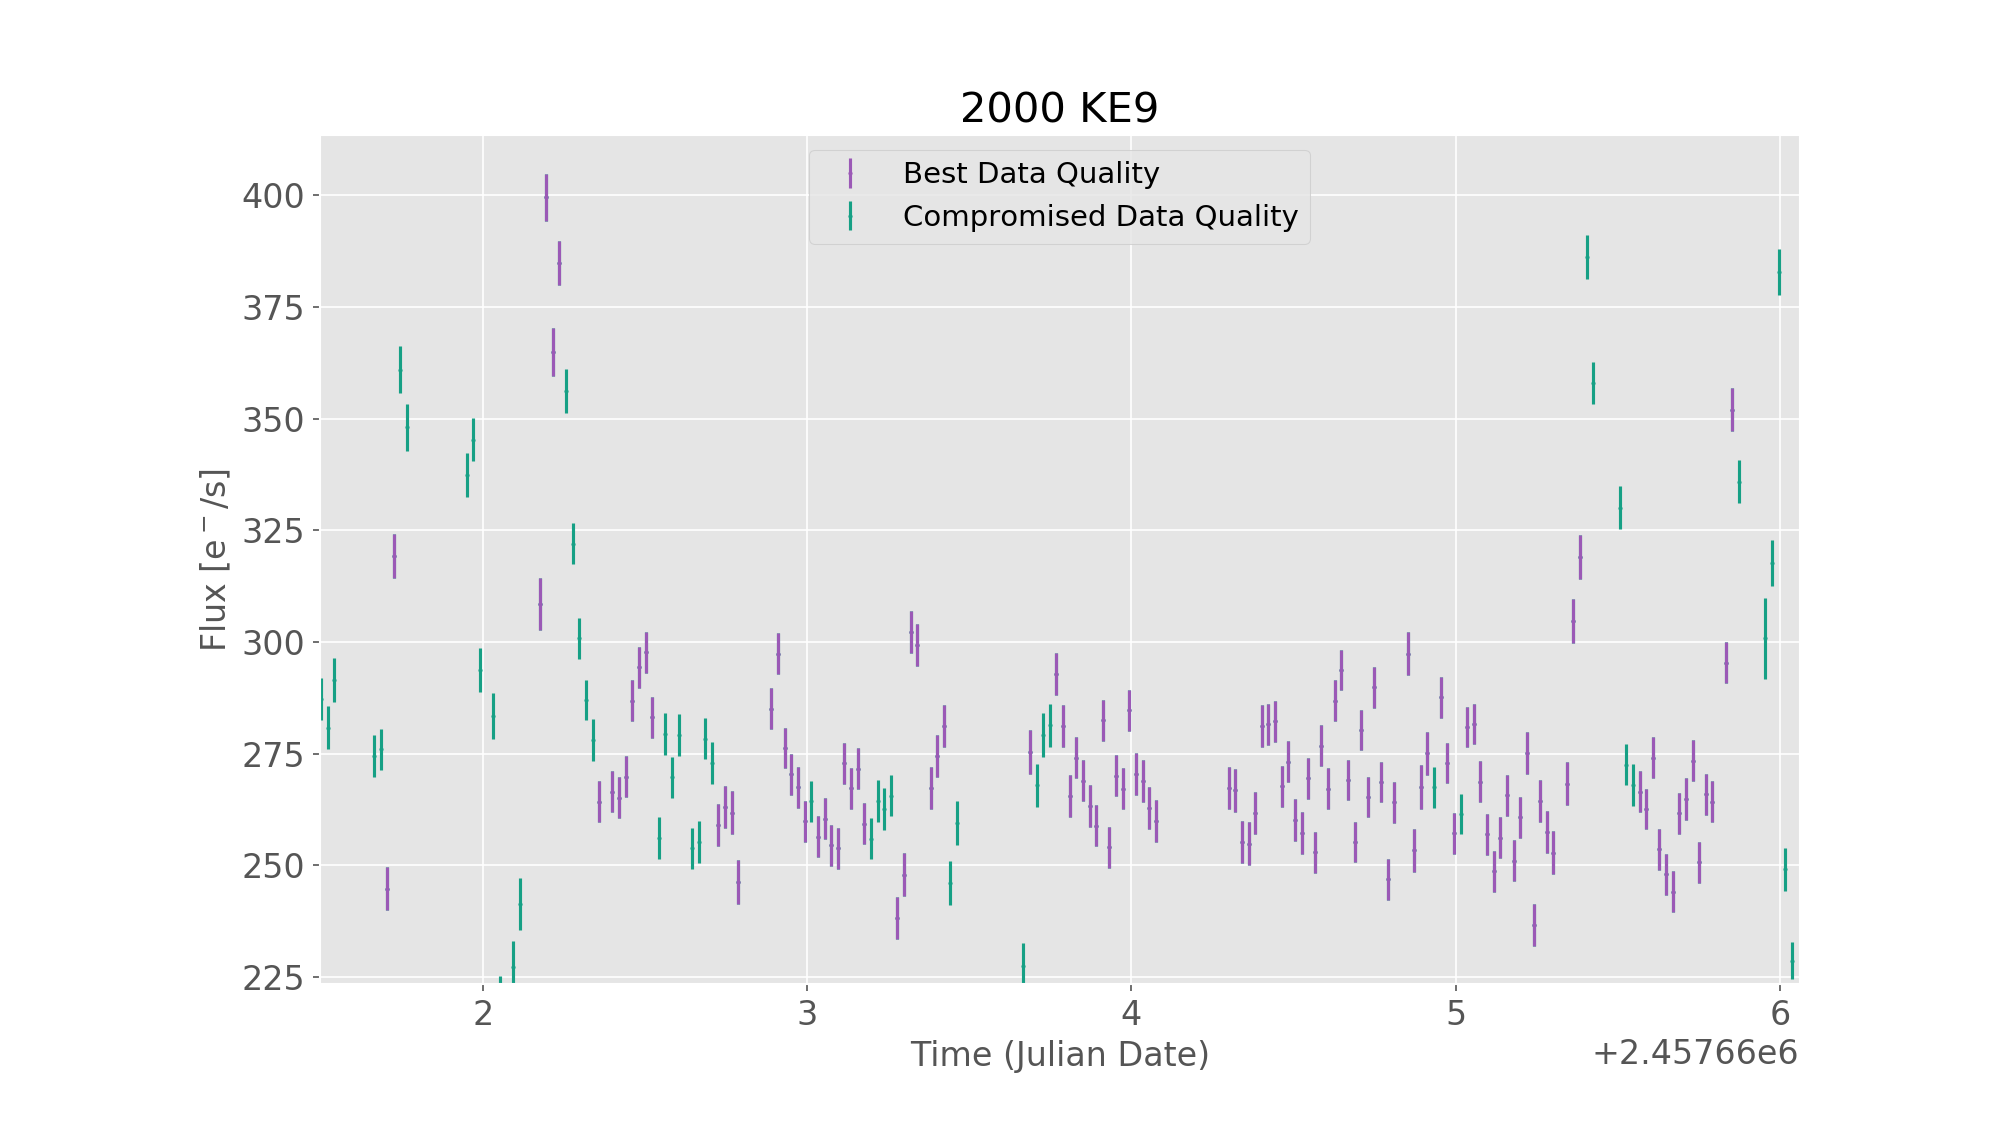 2000 KE9
Best Data Quality
Compromised Data Quality
400
375
350
325
300
275
250
225
Flux [e⁻/s]
2 3 4 5 6
Time (Julian Date)
+2.45766e6